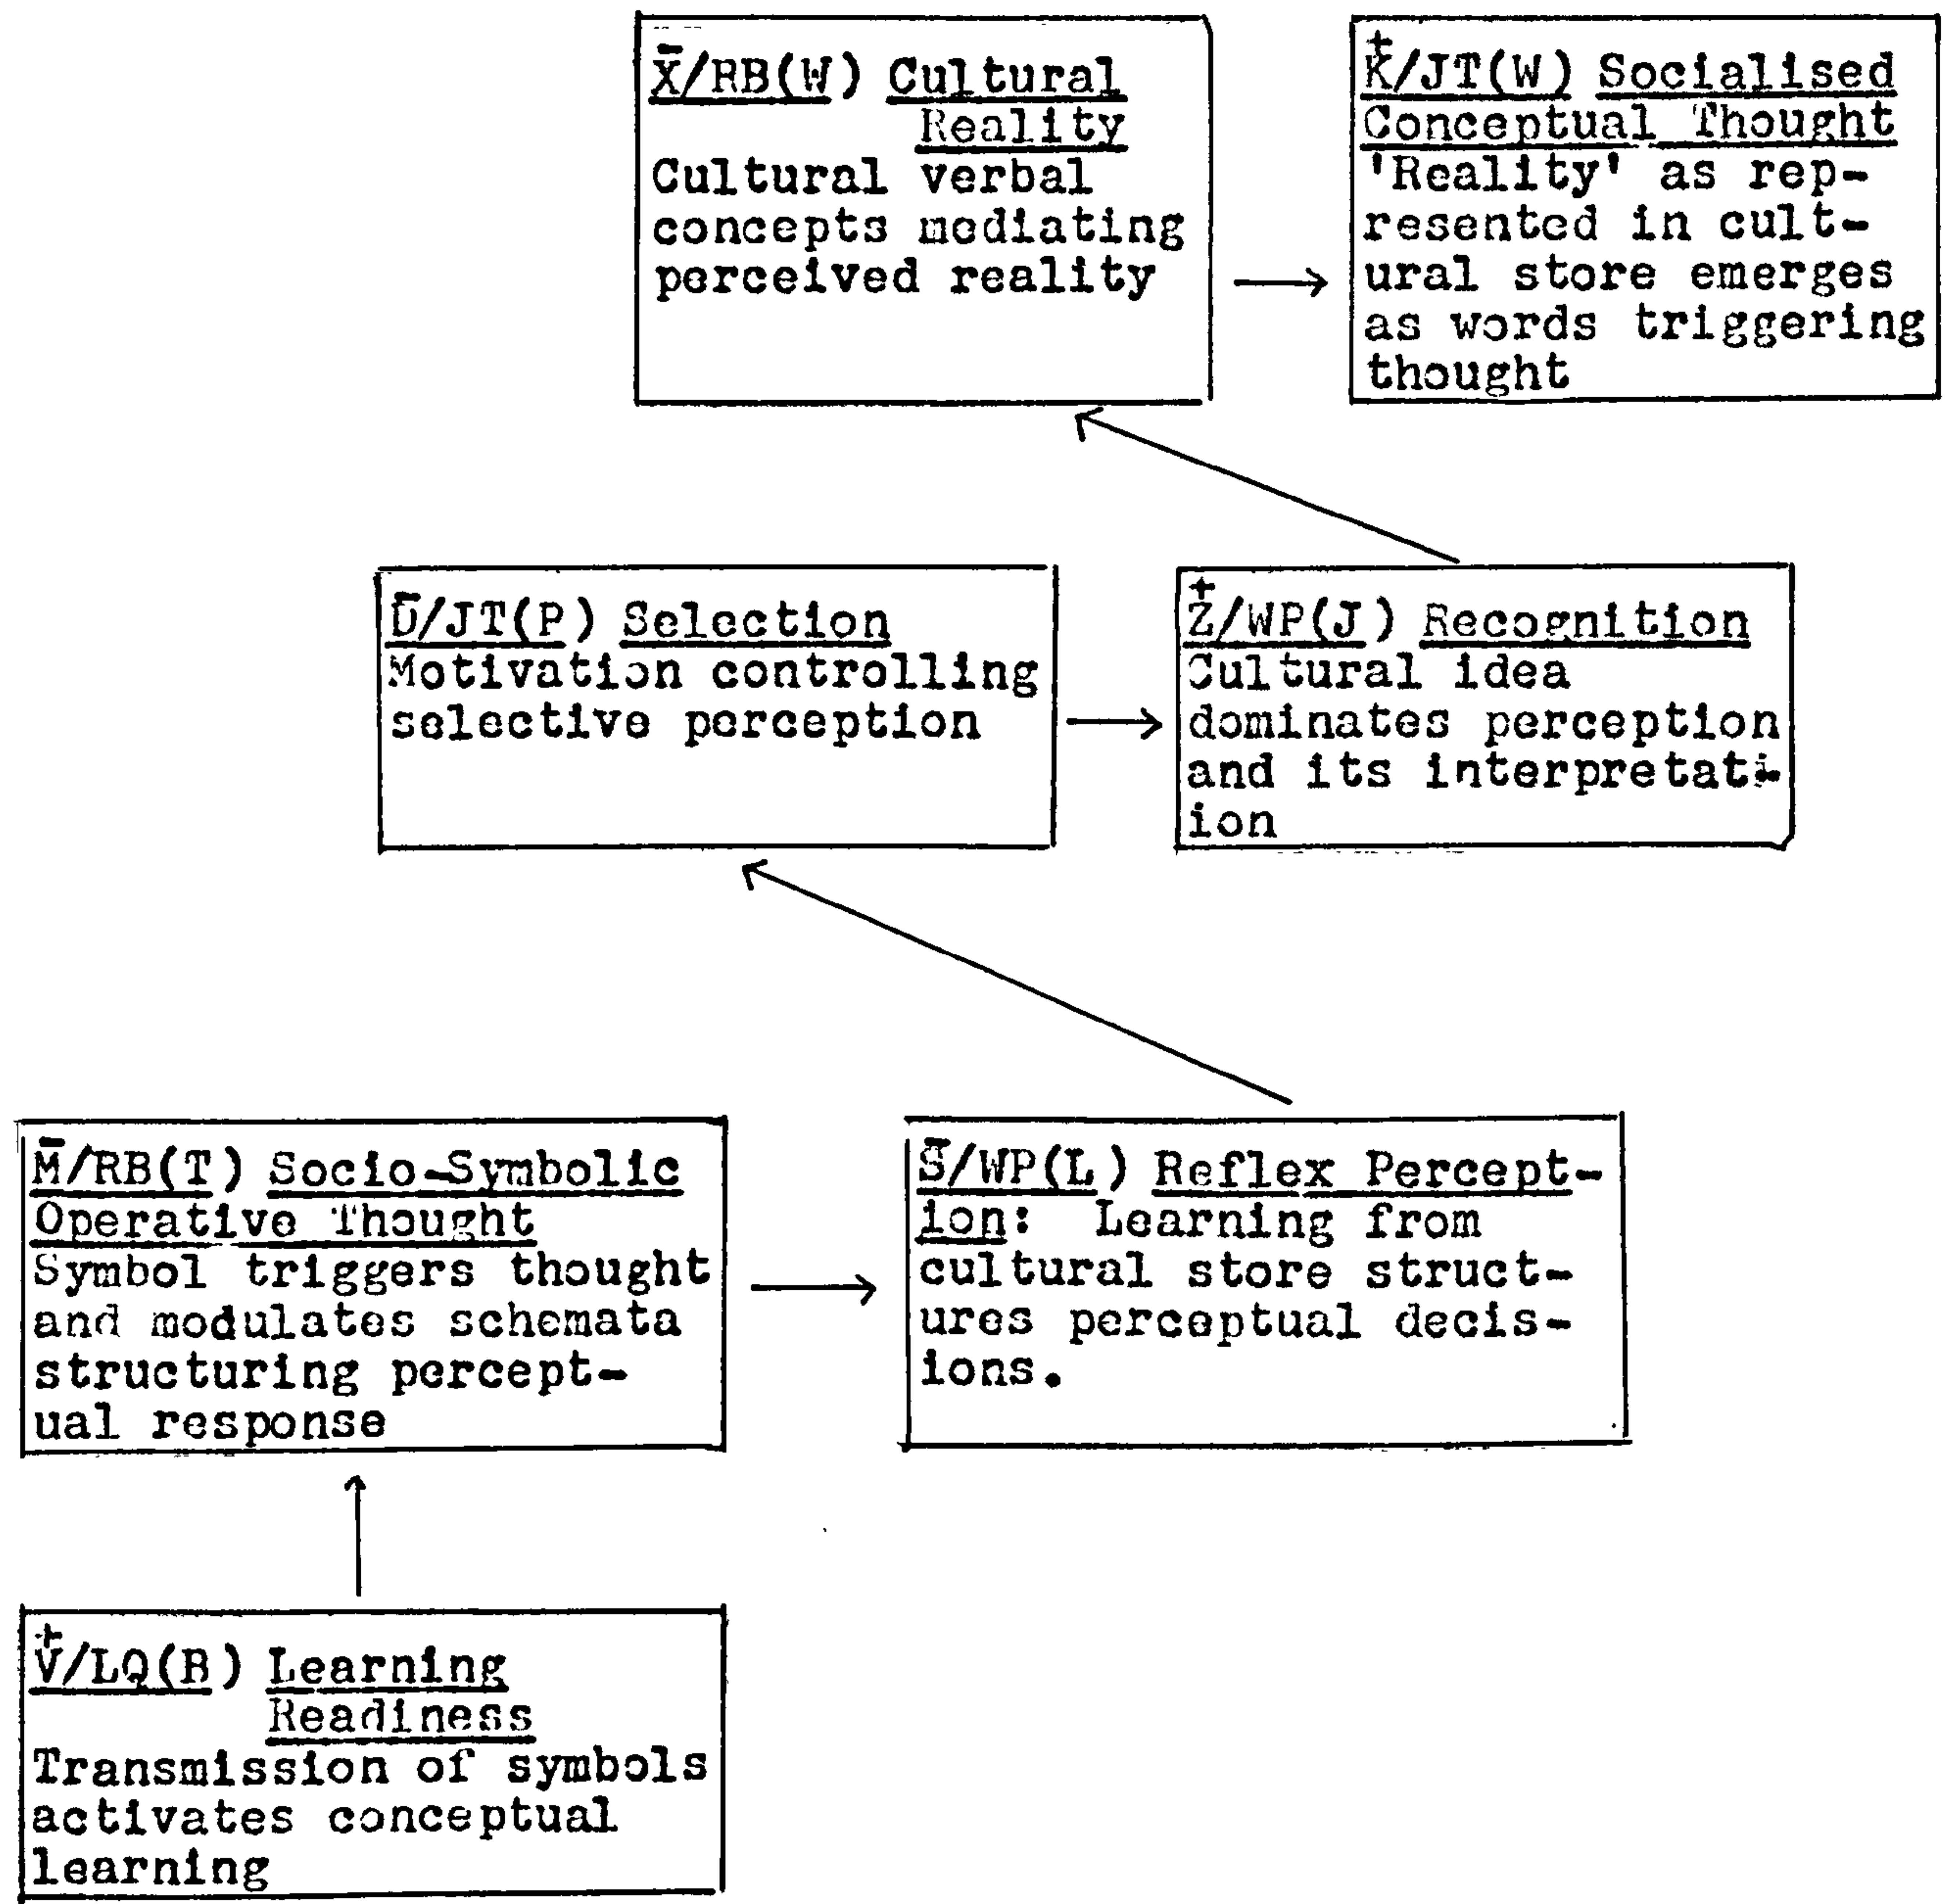 X̄/RB(W) Cultural
Reality
Cultural verbal
concepts mediating
perceived reality
K⁺/JT(W) Socialised
Conceptual Thought
'Reality' as rep-
resented in cult-
ural store emerges
as words triggering
thought
D̄/JT(P) Selection
Motivation controlling
selective perception
Z⁺/WP(J) Recognition
Cultural idea
dominates perception
and its interpretat-
ion
M̄/RB(T) Socio-Symbolic
Operative Thought
Symbol triggers thought
and modulates schemata
structuring percept-
ual response
S̄/WP(L) Reflex Percept-
ion: Learning from
cultural store struct-
ures perceptual decis-
ions.
V⁺/LQ(B) Learning
Readiness
Transmission of symbols
activates conceptual
learning